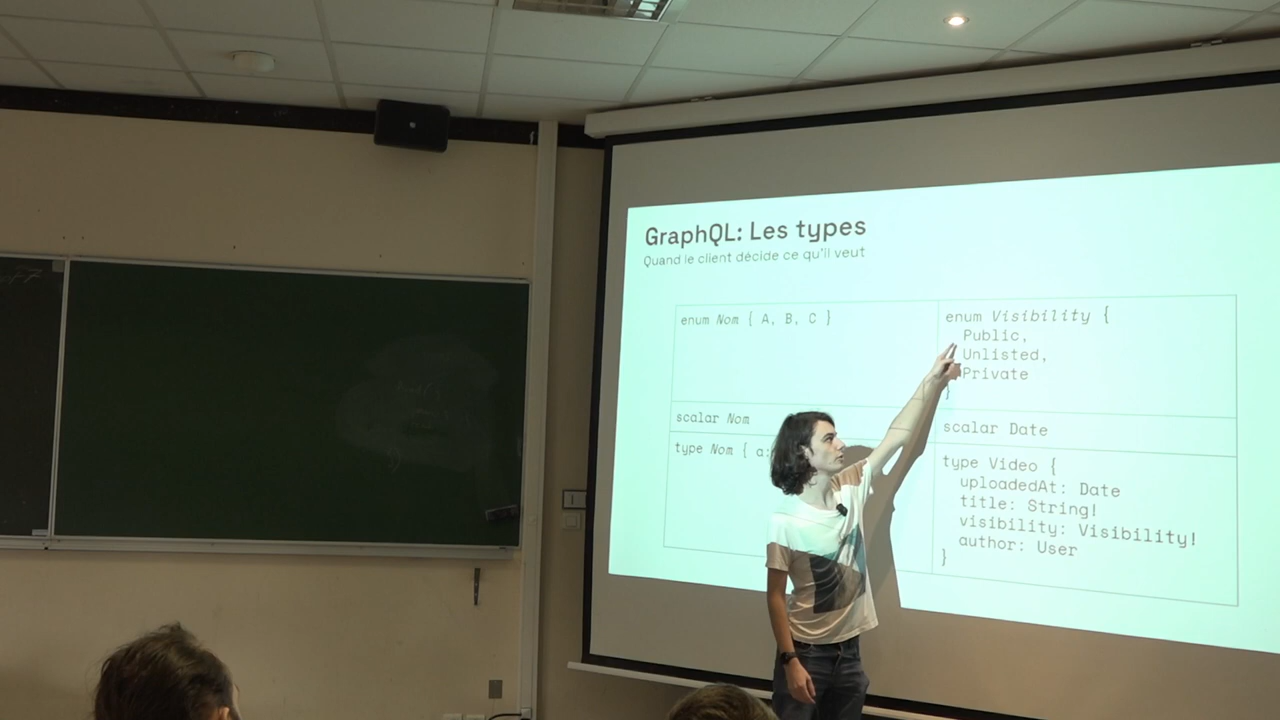 GraphQL: Les types
Quand le client décide ce qu'il veut
enum Nom { A, B, C }
enum Visibility {
Public,
Unlisted,
Private
}
scalar Nom
scalar Date
type Nom { a:
type Video {
uploadedAt: Date
title: String!
visibility: Visibility!
author: User
}